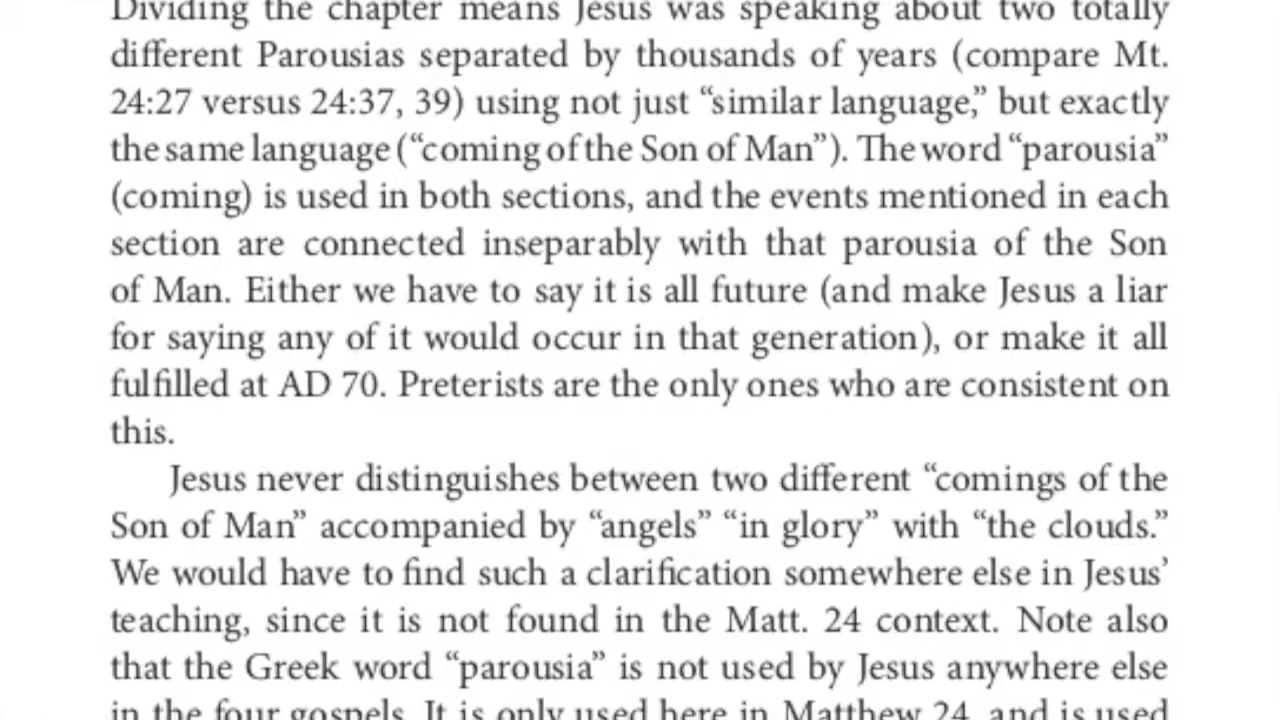 Dividing the chapter means Jesus was speaking about two totally
different Parousias separated by thousands of years (compare Mt.
24:27 versus 24:37, 39) using not just “similar language,” but exactly
the same language (“coming of the Son of Man”). The word “parousia”
(coming) is used in both sections, and the events mentioned in each
section are connected inseparably with that parousia of the Son
of Man. Either we have to say it is all future (and make Jesus a liar
for saying any of it would occur in that generation), or make it all
fulfilled at AD 70. Preterists are the only ones who are consistent on
this.
Jesus never distinguishes between two different “comings of the
Son of Man” accompanied by “angels” “in glory” with “the clouds.”
We would have to find such a clarification somewhere else in Jesus’
teaching, since it is not found in the Matt. 24 context. Note also
that the Greek word “parousia” is not used by Jesus anywhere else
in the four gospels. It is only used here in Matthew 24, and is used